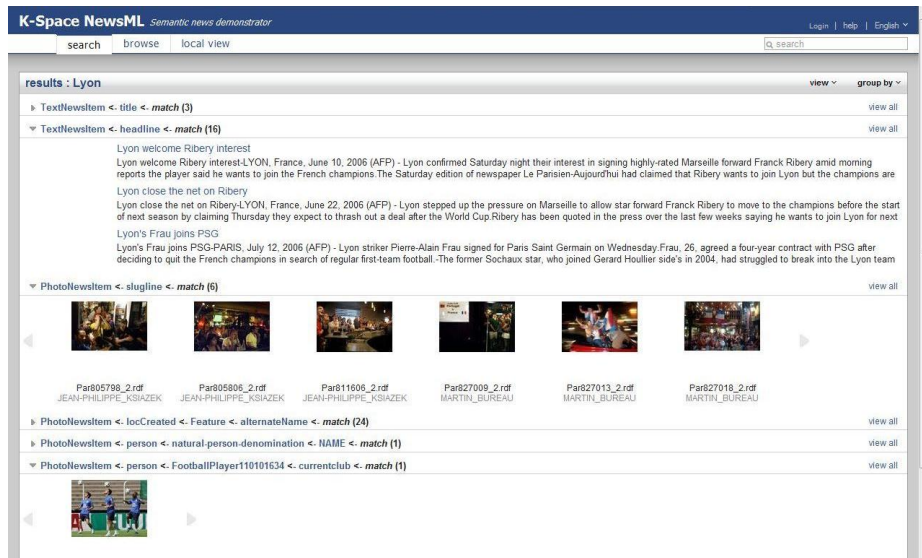 K-Space NewsML Semantic news demonstrator
Login | help | English
search browse local view
search
results : Lyon
view group by
TextNewsItem <- title <- match (3) view all
TextNewsItem <- headline <- match (16) view all
Lyon welcome Ribery interest
Lyon welcome Ribery interest-LYON, France, June 10, 2006 (AFP) - Lyon confirmed Saturday night their interest in signing highly-rated Marseille forward Franck Ribery amid morning
reports the player said he wants to join the French champions.The Saturday edition of newspaper Le Parisien-Aujourd'hui had claimed that Ribery wants to join Lyon but the champions are
Lyon close the net on Ribery
Lyon close the net on Ribery-LYON, France, June 22, 2006 (AFP) - Lyon stepped up the pressure on Marseille to allow star forward Franck Ribery to move to the champions before the start
of next season by claiming Thursday they expect to thrash out a deal after the World Cup.Ribery has been quoted in the press over the last few weeks saying he wants to join Lyon for next
Lyon's Frau joins PSG
Lyon's Frau joins PSG-PARIS, July 12, 2006 (AFP) - Lyon striker Pierre-Alain Frau signed for Paris Saint Germain on Wednesday.Frau, 26, agreed a four-year contract with PSG after
deciding to quit the French champions in search of regular first-team football.-The former Sochaux star, who joined Gerard Houllier side's in 2004, had struggled to break into the Lyon team
PhotoNewsItem <- slugline <- match (6) view all
Par805798_2.rdf Par805806_2.rdf Par811606_2.rdf Par827009_2.rdf Par827013_2.rdf Par827018_2.rdf
JEAN-PHILIPPE_KSIAZEK JEAN-PHILIPPE_KSIAZEK JEAN-PHILIPPE_KSIAZEK MARTIN_BUREAU MARTIN_BUREAU MARTIN_BUREAU
PhotoNewsItem <- locCreated <- Feature <- alternateName <- match (24) view all
PhotoNewsItem <- person <- natural-person-denomination <- NAME <- match (1) view all
PhotoNewsItem <- person <- FootballPlayer110101634 <- currentclub <- match (1) view all